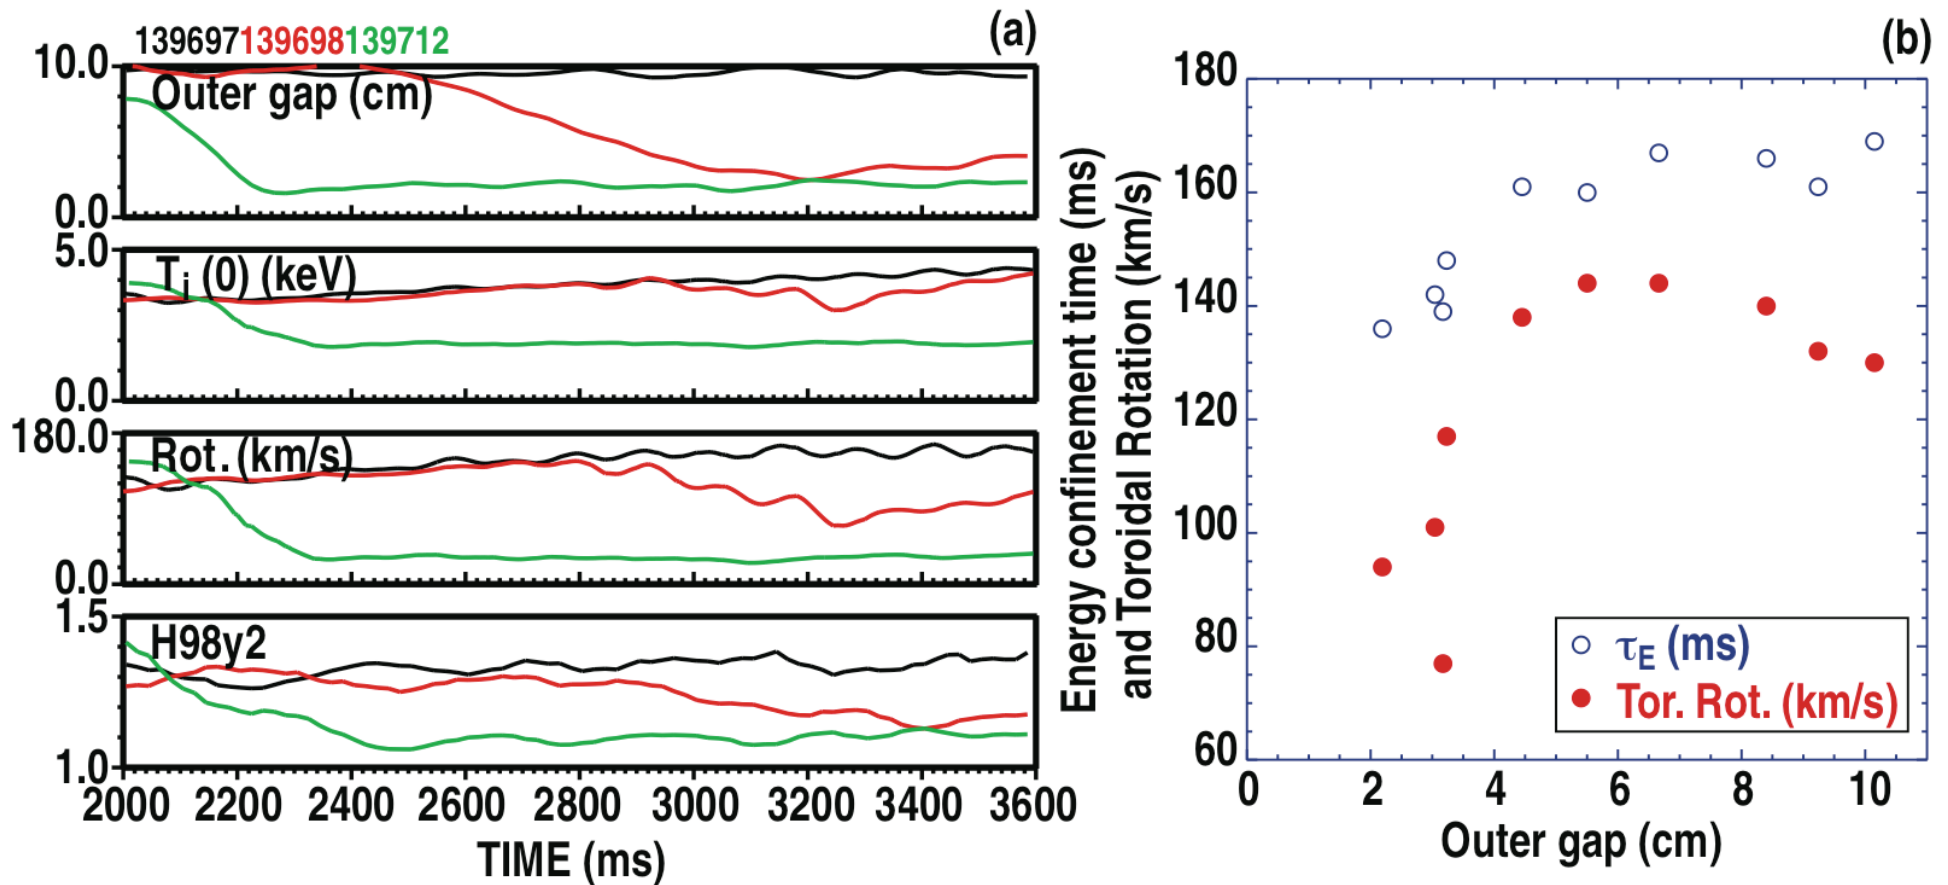 139697 139698 139712
(a)
10.0
Outer gap (cm)
0.0
5.0
Ti (0) (keV)
0.0
180.0
Rot. (km/s)
0.0
1.5
H98y2
1.0
2000 2200 2400 2600 2800 3000 3200 3400 3600
TIME (ms)
(b)
Energy confinement time (ms)
and Toroidal Rotation (km/s)
180
160
140
120
100
80
60
τE (ms)
Tor. Rot. (km/s)
0 2 4 6 8 10
Outer gap (cm)